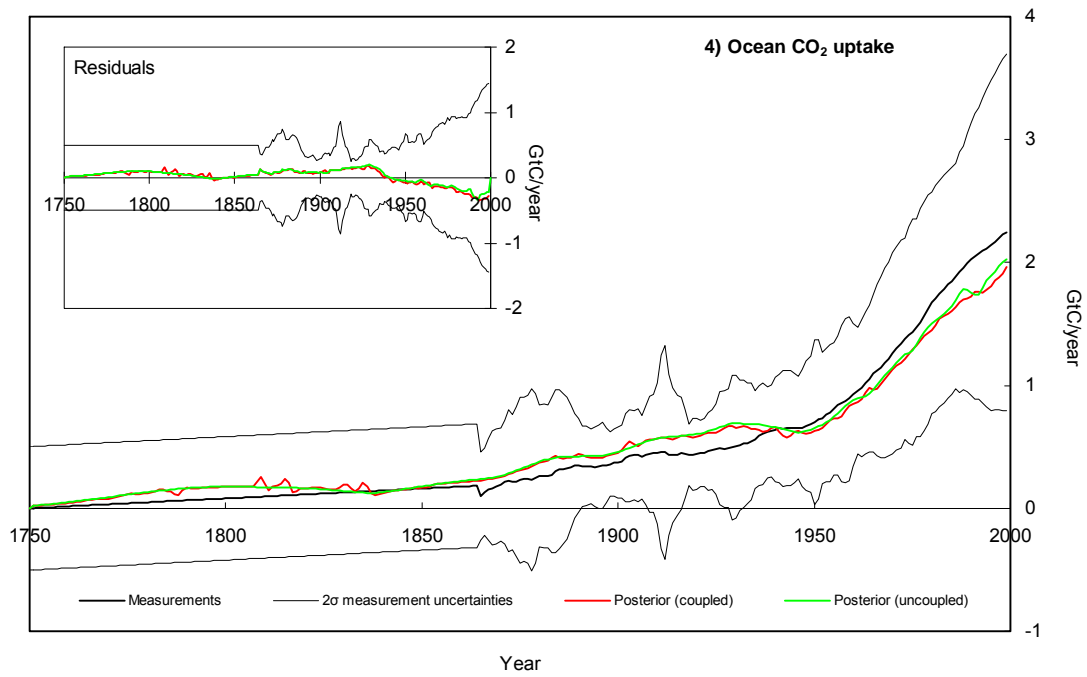 4) Ocean CO₂ uptake
Residuals
2
1
0
-1
-2
GtC/year
1750 1800 1850 1900 1950 2000
4
3
2
1
0
-1
GtC/year
1750 1800 1850 1900 1950 2000
Measurements 2σ measurement uncertainties Posterior (coupled) Posterior (uncoupled)
Year